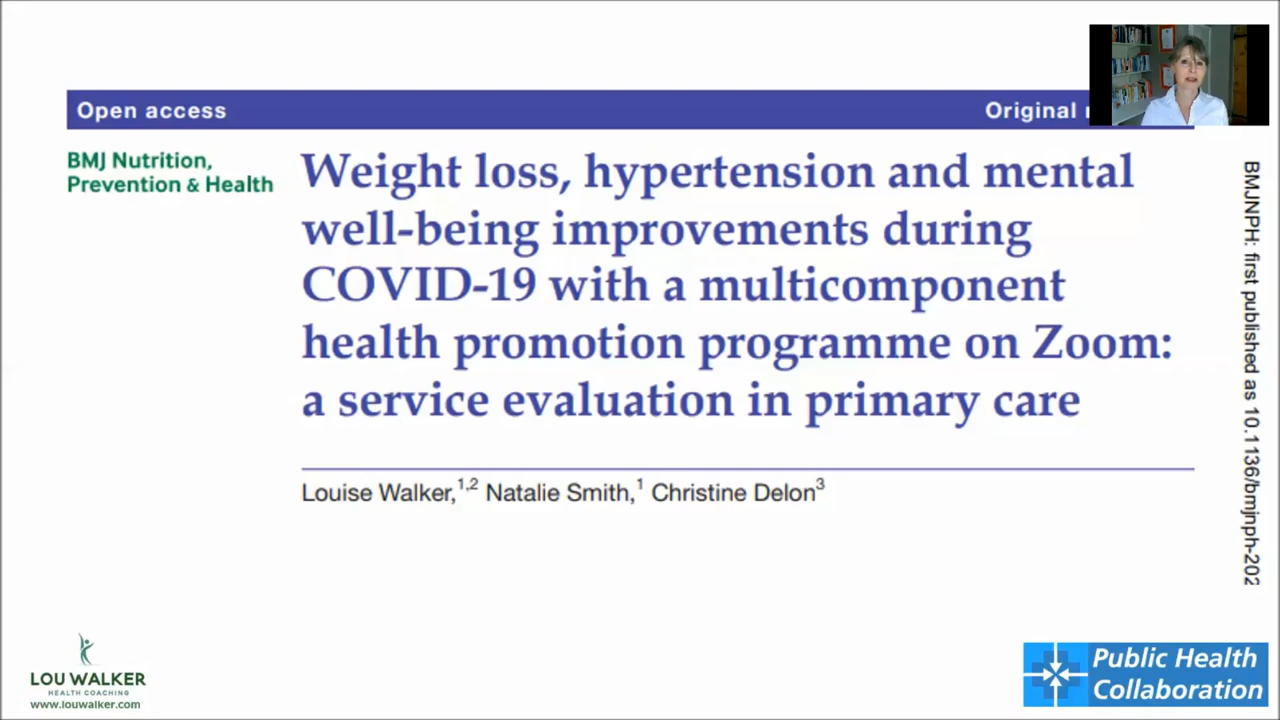 Open access
Original
BMJ Nutrition,
Prevention & Health
Weight loss, hypertension and mental
well-being improvements during
COVID-19 with a multicomponent
health promotion programme on Zoom:
a service evaluation in primary care
Louise Walker,1,2 Natalie Smith,1 Christine Delon3
BMJNPH: first published as 10.1136/bmjnph-202
LOU WALKER
HEALTH COACHING
www.louwalker.com
Public Health
Collaboration